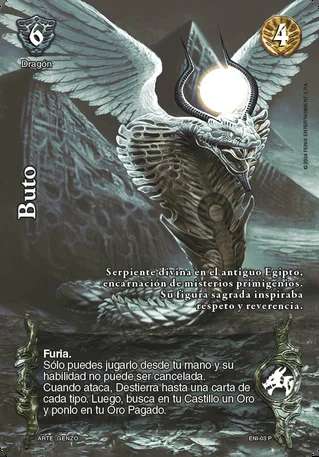 6
4
Dragón
© 2024 FENIX ENTERTAINMENT S.P.A.
Buto
Serpiente divina en el antiguo Egipto,
encarnación de misterios primigenios.
Su figura sagrada inspiraba
respeto y reverencia.
Furia.
Sólo puedes jugarlo desde tu mano y su
habilidad no puede ser cancelada.
Cuando ataca, Destierra hasta una carta de
cada tipo. Luego, busca en tu Castillo un Oro
y ponlo en tu Oro Pagado.
ARTE: GENZO
ENI-03 P